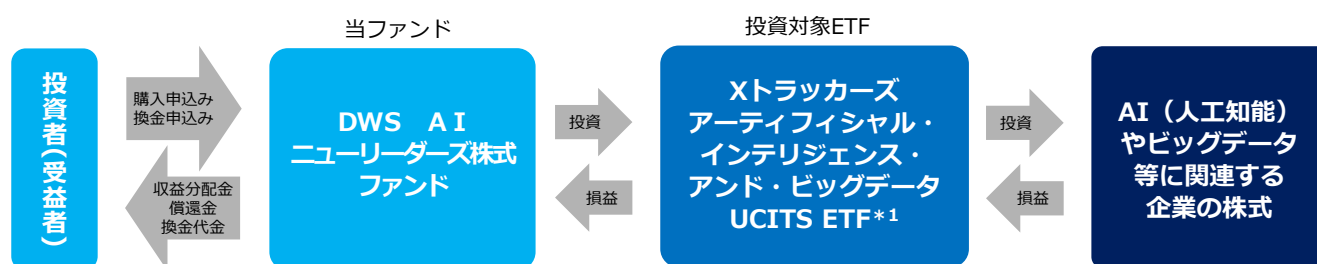 当ファンド
投資対象ETF
投資者(受益者)
購入申込み
換金申込み
収益分配金
償還金
換金代金
DWS　ＡＩ
ニューリーダーズ株式
ファンド
投資
損益
Xトラッカーズ
アーティフィシャル・
インテリジェンス・
アンド・ビッグデータ
UCITS ETF*1
投資
損益
AI（人工知能）
やビッグデータ
等に関連する
企業の株式